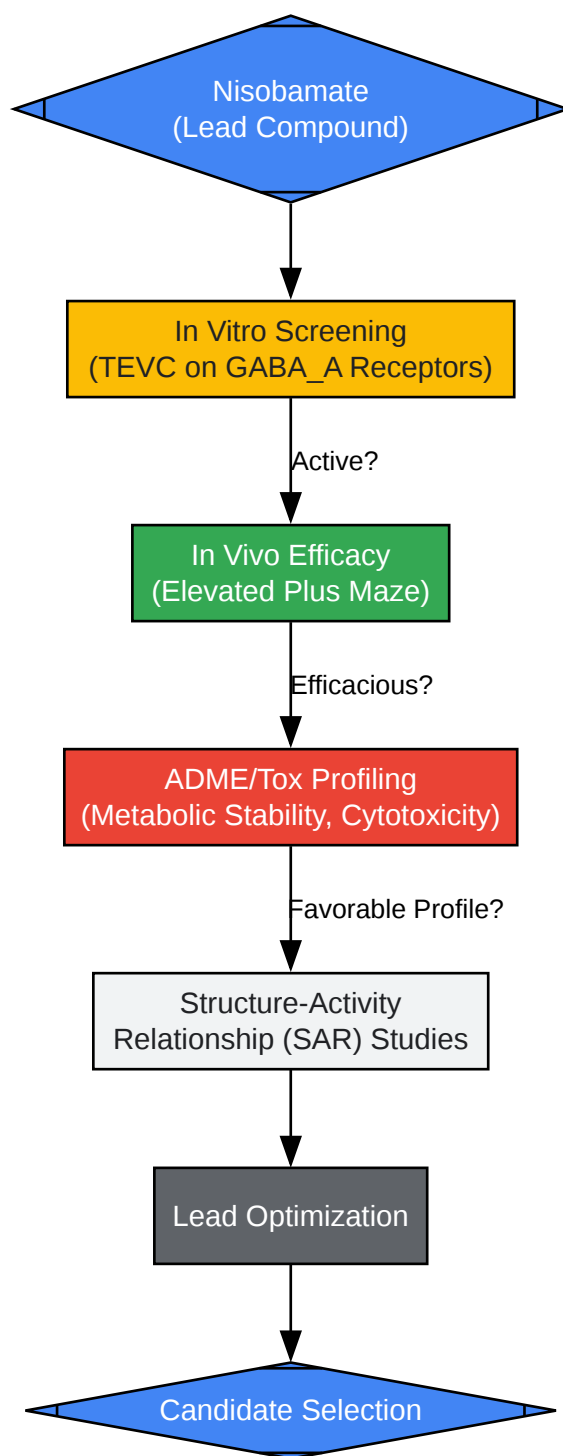 Nisobamate
(Lead Compound)
In Vitro Screening
(TEVC on GABA_A Receptors)
Active?
In Vivo Efficacy
(Elevated Plus Maze)
Efficacious?
ADME/Tox Profiling
(Metabolic Stability, Cytotoxicity)
Favorable Profile?
Structure-Activity
Relationship (SAR) Studies
Lead Optimization
Candidate Selection